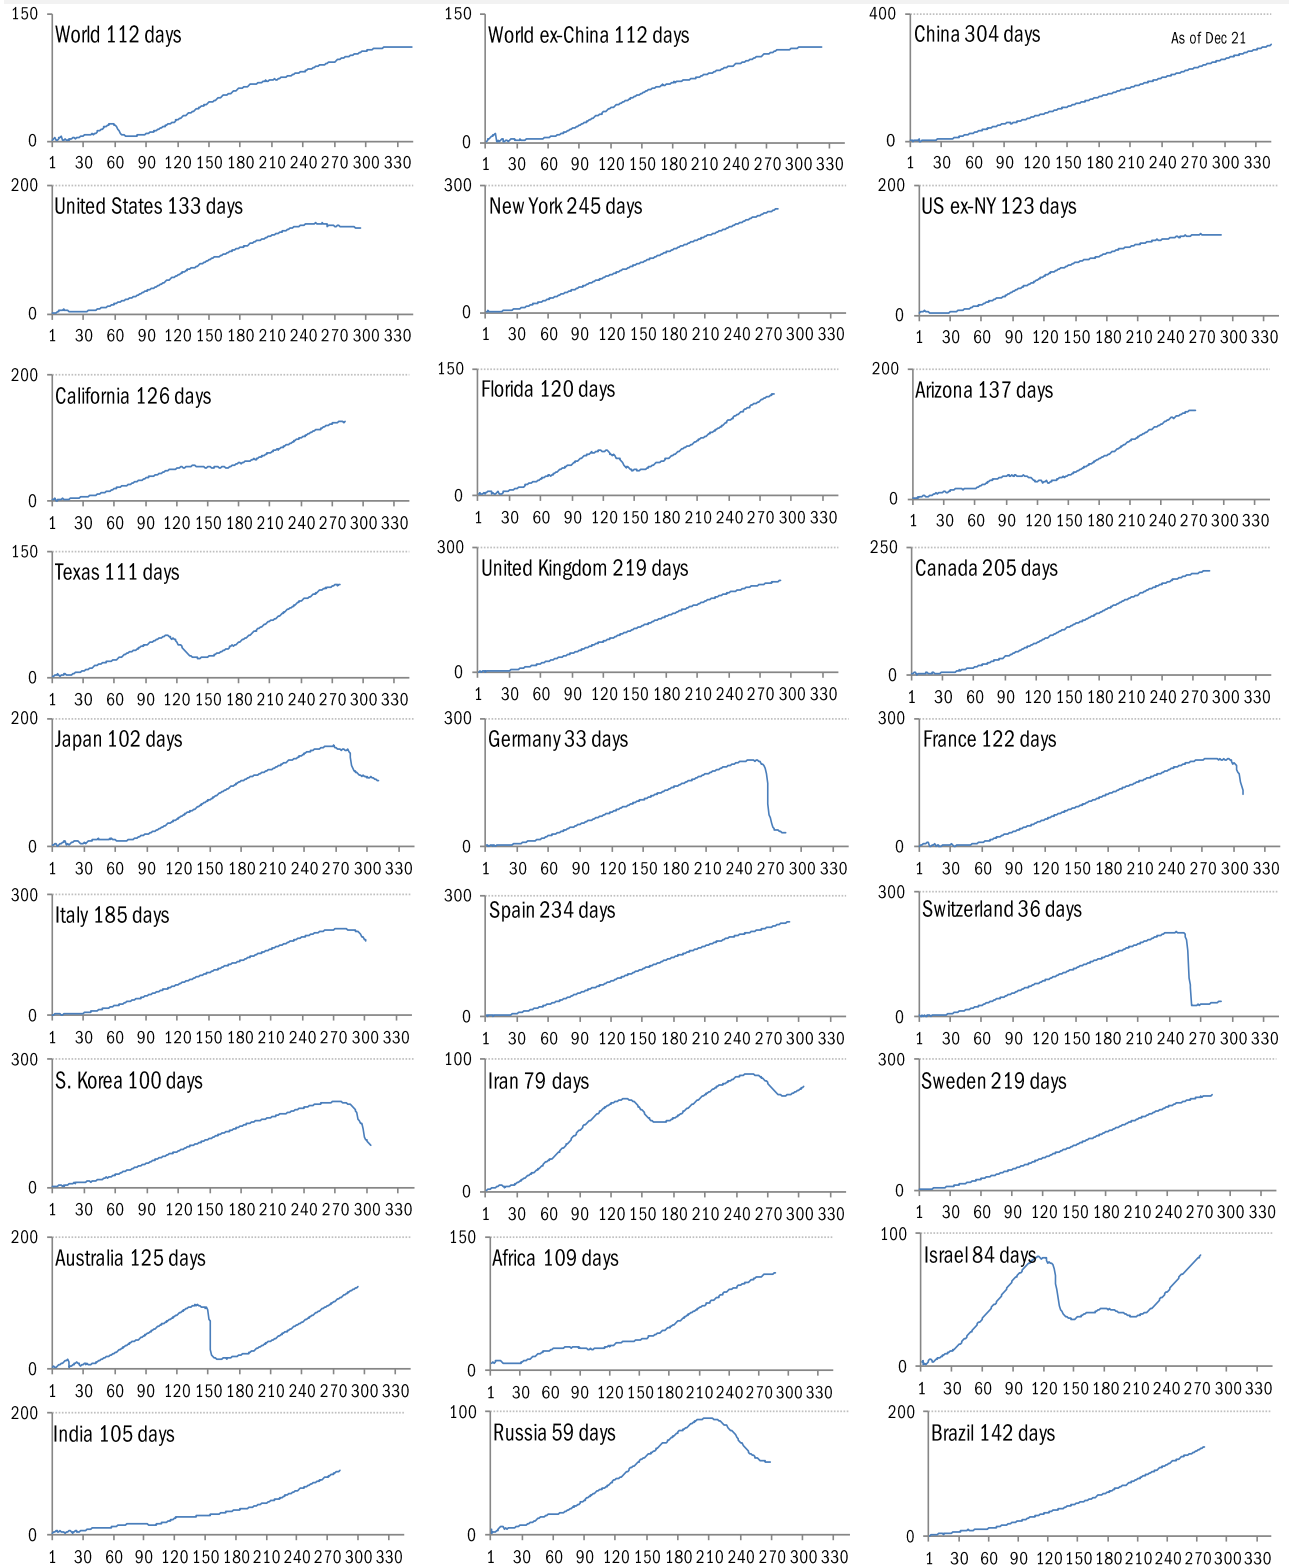 150
World 112 days
0
1 30 60 90 120 150 180 210 240 270 300 330
150
World ex-China 112 days
0
1 30 60 90 120 150 180 210 240 270 300 330
400
China 304 days
As of Dec 21
0
1 30 60 90 120 150 180 210 240 270 300 330
200
United States 133 days
0
1 30 60 90 120 150 180 210 240 270 300 330
300
New York 245 days
0
1 30 60 90 120 150 180 210 240 270 300 330
200
US ex-NY 123 days
0
1 30 60 90 120 150 180 210 240 270 300 330
200
California 126 days
0
1 30 60 90 120 150 180 210 240 270 300 330
150
Florida 120 days
0
1 30 60 90 120 150 180 210 240 270 300 330
200
Arizona 137 days
0
1 30 60 90 120 150 180 210 240 270 300 330
150
Texas 111 days
0
1 30 60 90 120 150 180 210 240 270 300 330
300
United Kingdom 219 days
0
1 30 60 90 120 150 180 210 240 270 300 330
250
Canada 205 days
0
1 30 60 90 120 150 180 210 240 270 300 330
200
Japan 102 days
0
1 30 60 90 120 150 180 210 240 270 300 330
300
Germany 33 days
0
1 30 60 90 120 150 180 210 240 270 300 330
300
France 122 days
0
1 30 60 90 120 150 180 210 240 270 300 330
300
Italy 185 days
0
1 30 60 90 120 150 180 210 240 270 300 330
300
Spain 234 days
0
1 30 60 90 120 150 180 210 240 270 300 330
300
Switzerland 36 days
0
1 30 60 90 120 150 180 210 240 270 300 330
300
S. Korea 100 days
0
1 30 60 90 120 150 180 210 240 270 300 330
100
Iran 79 days
0
1 30 60 90 120 150 180 210 240 270 300 330
300
Sweden 219 days
0
1 30 60 90 120 150 180 210 240 270 300 330
200
Australia 125 days
0
1 30 60 90 120 150 180 210 240 270 300 330
150
Africa 109 days
0
1 30 60 90 120 150 180 210 240 270 300 330
100
Israel 84 days
0
1 30 60 90 120 150 180 210 240 270 300 330
200
India 105 days
0
1 30 60 90 120 150 180 210 240 270 300 330
100
Russia 59 days
0
1 30 60 90 120 150 180 210 240 270 300 330
200
Brazil 142 days
0
1 30 60 90 120 150 180 210 240 270 300 330